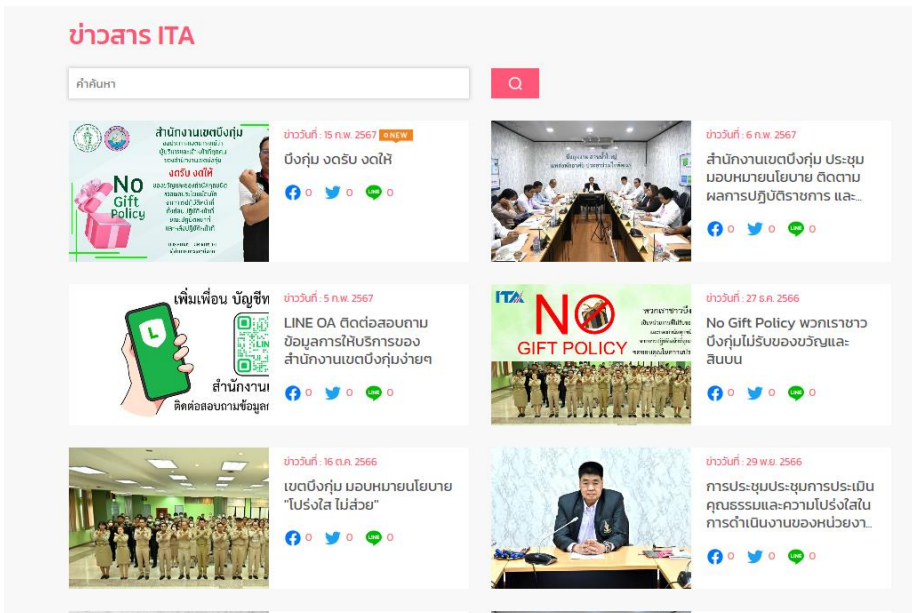 ข่าวสาร ITA
คำค้นหา
สำนักงานเขตบึงกุ่ม
งดรับ งดให้
No
Gift
Policy
ข่าววันที่ : 15 ก.พ. 2567 NEW
บึงกุ่ม งดรับ งดให้
0 0 LINE 0
ข่าววันที่ : 6 ก.พ. 2567
สำนักงานเขตบึงกุ่ม ประชุม
มอบหมายนโยบาย ติดตาม
ผลการปฏิบัติราชการ และ...
0 0 LINE 0
เพิ่มเพื่อน บัญชีท
สำนักงานเ
ติดต่อสอบถามข้อมูลก
ข่าววันที่ : 5 ก.พ. 2567
LINE OA ติดต่อสอบถาม
ข้อมูลการให้บริการของ
สำนักงานเขตบึงกุ่มง่ายๆ
0 0 LINE 0
ITA
NO
GIFT POLICY
พวกเราชาวบึง
ข่าววันที่ : 27 ธ.ค. 2566
No Gift Policy พวกเราชาว
บึงกุ่มไม่รับของขวัญและ
สินบน
0 0 LINE 0
ข่าววันที่ : 16 ต.ค. 2566
เขตบึงกุ่ม มอบหมายนโยบาย
"โปร่งใส ไม่ส่วย"
0 0 LINE 0
ข่าววันที่ : 29 พ.ย. 2566
การประชุมประชุมการประเมิน
คุณธรรมและความโปร่งใสใน
การดำเนินงานของหน่วยงา...
0 0 LINE 0